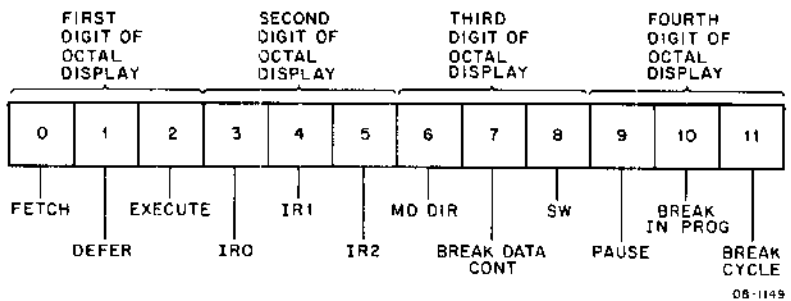 FIRST
DIGIT OF
OCTAL
DISPLAY
SECOND
DIGIT OF
OCTAL
DISPLAY
THIRD
DIGIT OF
OCTAL
DISPLAY
FOURTH
DIGIT OF
OCTAL
DISPLAY
0 1 2 3 4 5 6 7 8 9 10 11
FETCH
EXECUTE
IR1
MD DIR
SW
BREAK
IN PROG
DEFER
IR0
IR2
BREAK DATA
CONT
PAUSE
BREAK
CYCLE
08-1149